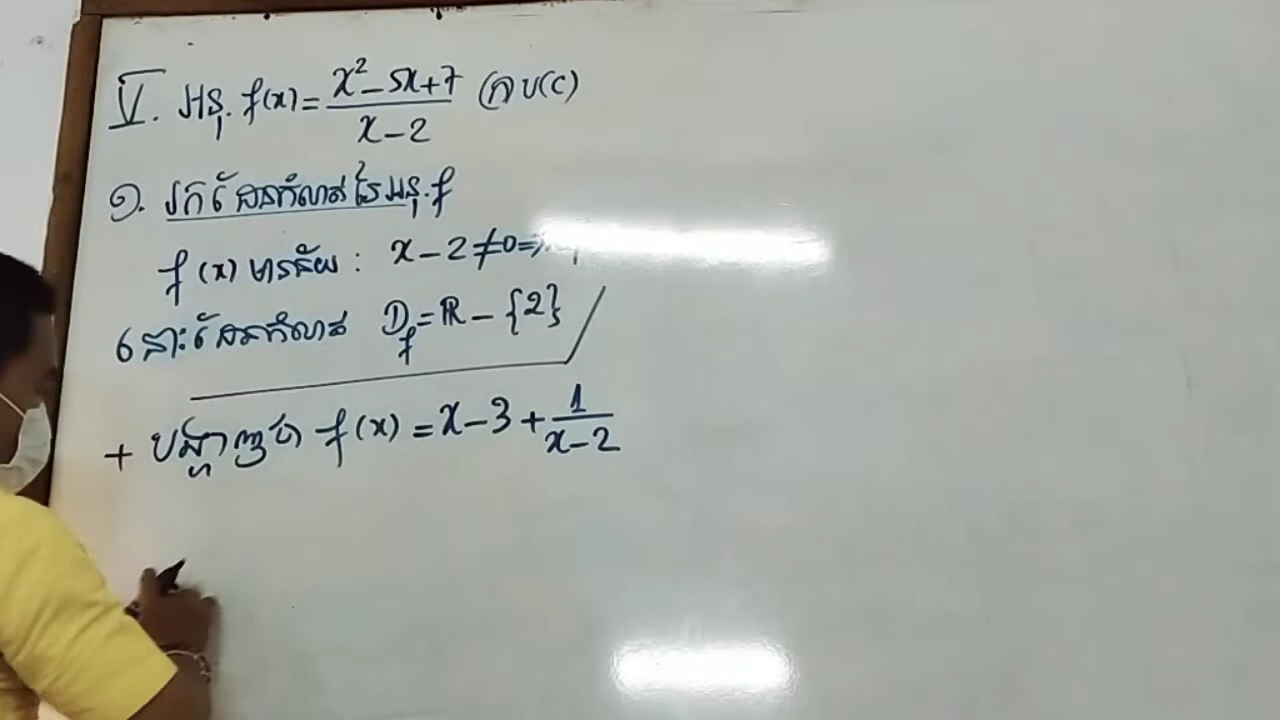 V. អនុ. f(x) = (x² – 5x + 7)/(x – 2) ក្រាប(C)
១. រកដែនកំណត់នៃអនុ.f
f(x) មានន័យ : x – 2 ≠ 0 ⇒
នោះដែនកំណត់ D_f = ℝ – {2}
+ បង្ហាញថា f(x) = x – 3 + 1/(x – 2)